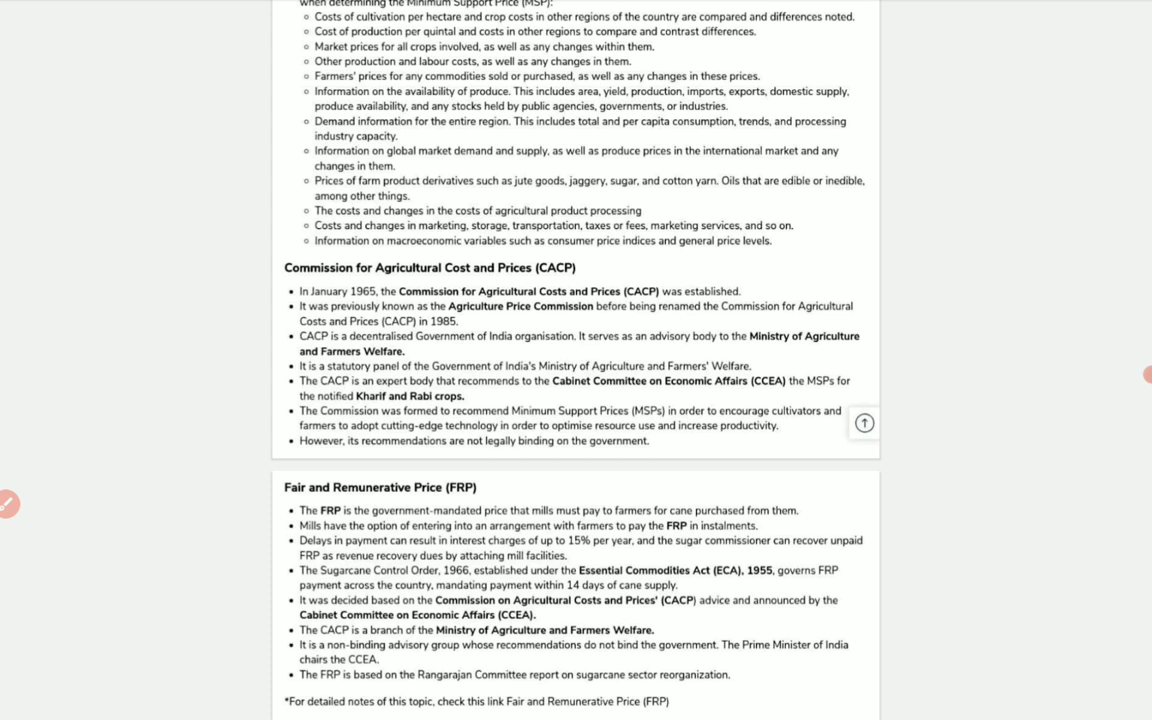 when determining the Minimum Support Price (MSP):
Costs of cultivation per hectare and crop costs in other regions of the country are compared and differences noted.
Cost of production per quintal and costs in other regions to compare and contrast differences.
Market prices for all crops involved, as well as any changes within them.
Other production and labour costs, as well as any changes in them.
Farmers' prices for any commodities sold or purchased, as well as any changes in these prices.
Information on the availability of produce. This includes area, yield, production, imports, exports, domestic supply,
produce availability, and any stocks held by public agencies, governments, or industries.
Demand information for the entire region. This includes total and per capita consumption, trends, and processing
industry capacity.
Information on global market demand and supply, as well as produce prices in the international market and any
changes in them.
Prices of farm product derivatives such as jute goods, jaggery, sugar, and cotton yarn. Oils that are edible or inedible,
among other things.
The costs and changes in the costs of agricultural product processing
Costs and changes in marketing, storage, transportation, taxes or fees, marketing services, and so on.
Information on macroeconomic variables such as consumer price indices and general price levels.
Commission for Agricultural Cost and Prices (CACP)
In January 1965, the Commission for Agricultural Costs and Prices (CACP) was established.
It was previously known as the Agriculture Price Commission before being renamed the Commission for Agricultural
Costs and Prices (CACP) in 1985.
CACP is a decentralised Government of India organisation. It serves as an advisory body to the Ministry of Agriculture
and Farmers Welfare.
It is a statutory panel of the Government of India's Ministry of Agriculture and Farmers' Welfare.
The CACP is an expert body that recommends to the Cabinet Committee on Economic Affairs (CCEA) the MSPs for
the notified Kharif and Rabi crops.
The Commission was formed to recommend Minimum Support Prices (MSPs) in order to encourage cultivators and
farmers to adopt cutting-edge technology in order to optimise resource use and increase productivity.
However, its recommendations are not legally binding on the government.
Fair and Remunerative Price (FRP)
The FRP is the government-mandated price that mills must pay to farmers for cane purchased from them.
Mills have the option of entering into an arrangement with farmers to pay the FRP in instalments.
Delays in payment can result in interest charges of up to 15% per year, and the sugar commissioner can recover unpaid
FRP as revenue recovery dues by attaching mill facilities.
The Sugarcane Control Order, 1966, established under the Essential Commodities Act (ECA), 1955, governs FRP
payment across the country, mandating payment within 14 days of cane supply.
It was decided based on the Commission on Agricultural Costs and Prices' (CACP) advice and announced by the
Cabinet Committee on Economic Affairs (CCEA).
The CACP is a branch of the Ministry of Agriculture and Farmers Welfare.
It is a non-binding advisory group whose recommendations do not bind the government. The Prime Minister of India
chairs the CCEA.
The FRP is based on the Rangarajan Committee report on sugarcane sector reorganization.
*For detailed notes of this topic, check this link Fair and Remunerative Price (FRP)